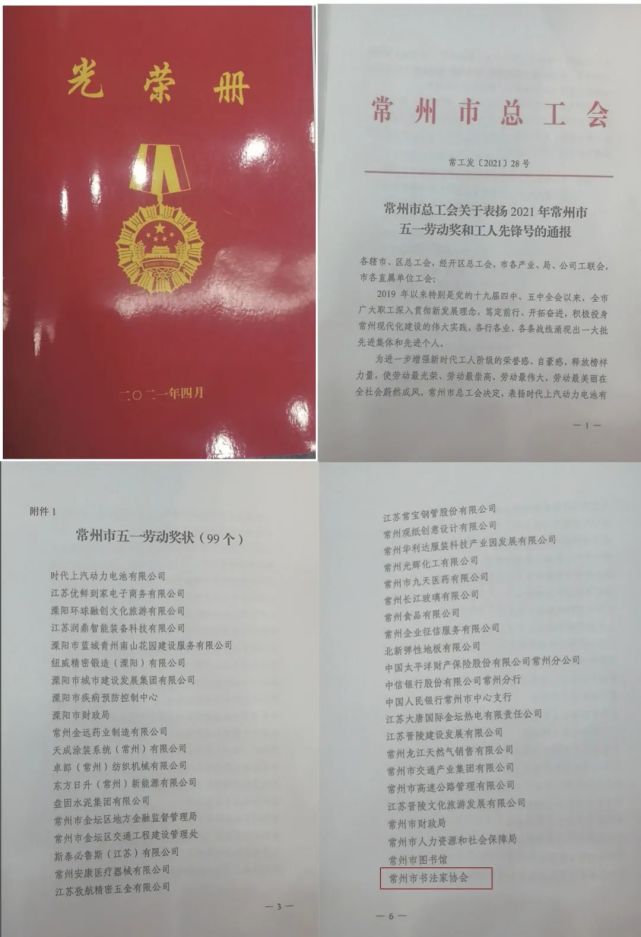 光荣册
二〇二一年四月
常州市总工会
常工发〔2021〕28号
常州市总工会关于表扬2021年常州市
五一劳动奖和工人先锋号的通报
各辖市、区总工会，经开区总工会，市各产业、局、公司工联会，
市各直属单位工会：
2019年以来特别是党的十九届四中、五中全会以来，全市
广大职工深入贯彻新发展理念，笃定前行、开拓奋进，积极投身
常州现代化建设的伟大实践，各行各业、各条战线涌现出一大批
先进集体和先进个人。
为进一步增强新时代工人阶级的荣誉感、自豪感，释放榜样
力量，使劳动最光荣、劳动最崇高、劳动最伟大、劳动最美丽在
全社会蔚然成风，常州市总工会决定，表扬时代上汽动力电池有
—1—
附件1
常州市五一劳动奖状（99个）
时代上汽动力电池有限公司
江苏优鲜到家电子商务有限公司
溧阳环球融创文化旅游有限公司
江苏润鼎智能装备科技有限公司
溧阳市蓝城青州南山花园建设服务有限公司
纽威精密锻造（溧阳）有限公司
溧阳市城市建设发展集团有限公司
溧阳市疾病预防控制中心
溧阳市财政局
常州金远药业制造有限公司
天成涂装系统（常州）有限公司
卓郎（常州）纺织机械有限公司
东方日升（常州）新能源有限公司
盘固水泥集团有限公司
常州市金坛区地方金融监督管理局
常州市金坛区交通工程建设管理处
斯泰必鲁斯（江苏）有限公司
常州安康医疗器械有限公司
江苏我航精密五金有限公司
—3—
江苏常宝钢管股份有限公司
常州观纸创意设计有限公司
常州华利达服装科技产业园发展有限公司
常州光辉化工有限公司
常州市九天医药有限公司
常州长江玻璃有限公司
常州食品有限公司
常州企业征信服务有限公司
北新弹性地板有限公司
中国太平洋财产保险股份有限公司常州分公司
中信银行股份有限公司常州分行
中国人民银行常州市中心支行
江苏大唐国际金坛热电有限责任公司
江苏晋陵建设发展有限公司
常州龙江天然气销售有限公司
常州市交通产业集团有限公司
常州市高速公路管理有限公司
江苏晋陵文化旅游发展有限公司
常州市财政局
常州市人力资源和社会保障局
常州市图书馆
常州市书法家协会
—6—